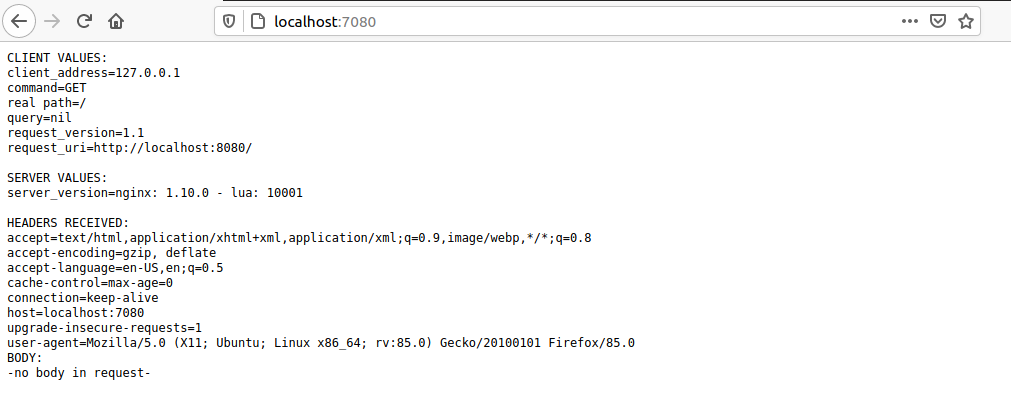 localhost:7080
CLIENT VALUES:
client_address=127.0.0.1
command=GET
real path=/
query=nil
request_version=1.1
request_uri=http://localhost:8080/
SERVER VALUES:
server_version=nginx: 1.10.0 - lua: 10001
HEADERS RECEIVED:
accept=text/html,application/xhtml+xml,application/xml;q=0.9,image/webp,*/*;q=0.8
accept-encoding=gzip, deflate
accept-language=en-US,en;q=0.5
cache-control=max-age=0
connection=keep-alive
host=localhost:7080
upgrade-insecure-requests=1
user-agent=Mozilla/5.0 (X11; Ubuntu; Linux x86_64; rv:85.0) Gecko/20100101 Firefox/85.0
BODY:
-no body in request-